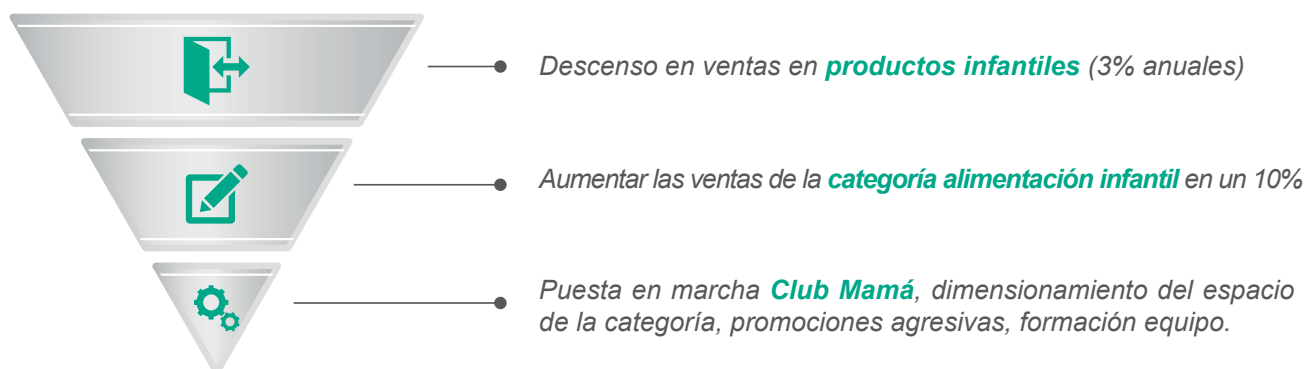 Descenso en ventas en productos infantiles (3% anuales)
Aumentar las ventas de la categoría alimentación infantil en un 10%
Puesta en marcha Club Mamá, dimensionamiento del espacio
de la categoría, promociones agresivas, formación equipo.